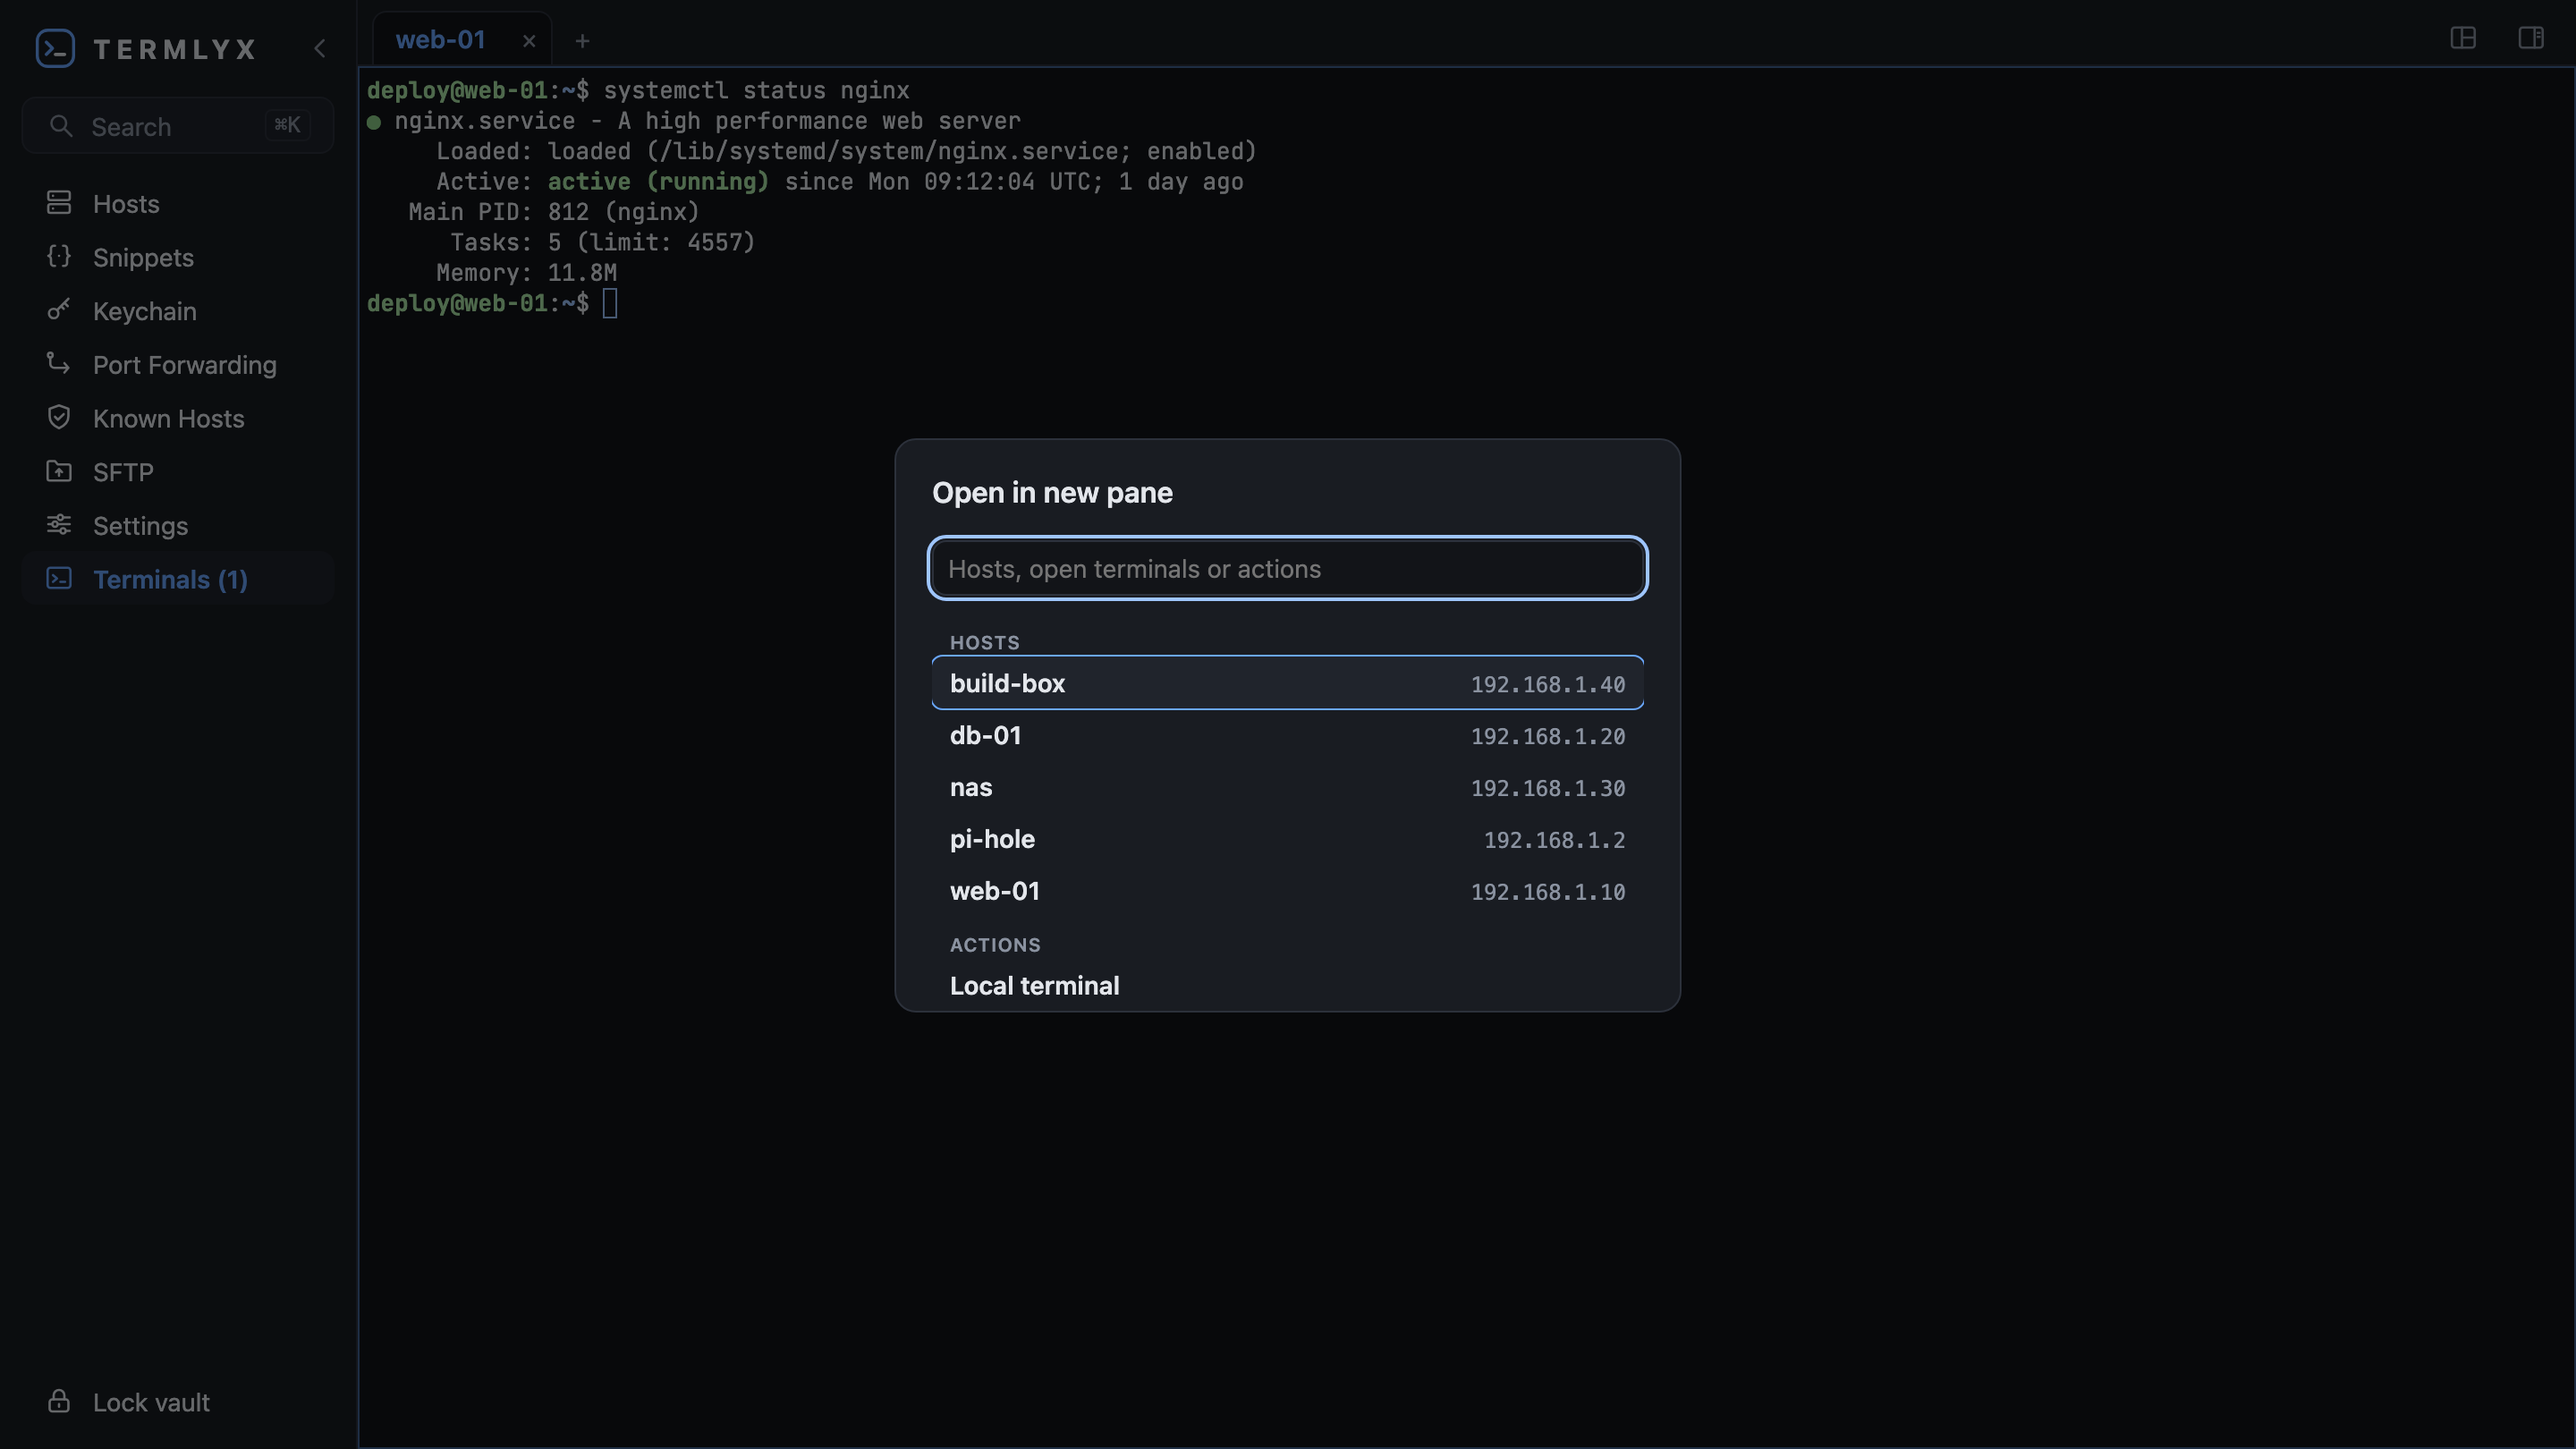 TERMLYX
Search ⌘K
Hosts
Snippets
Keychain
Port Forwarding
Known Hosts
SFTP
Settings
Terminals (1)
Lock vault
web-01 × +
deploy@web-01:~$ systemctl status nginx
● nginx.service - A high performance web server
Loaded: loaded (/lib/systemd/system/nginx.service; enabled)
Active: active (running) since Mon 09:12:04 UTC; 1 day ago
Main PID: 812 (nginx)
Tasks: 5 (limit: 4557)
Memory: 11.8M
deploy@web-01:~$
Open in new pane
Hosts, open terminals or actions
HOSTS
build-box 192.168.1.40
db-01 192.168.1.20
nas 192.168.1.30
pi-hole 192.168.1.2
web-01 192.168.1.10
ACTIONS
Local terminal